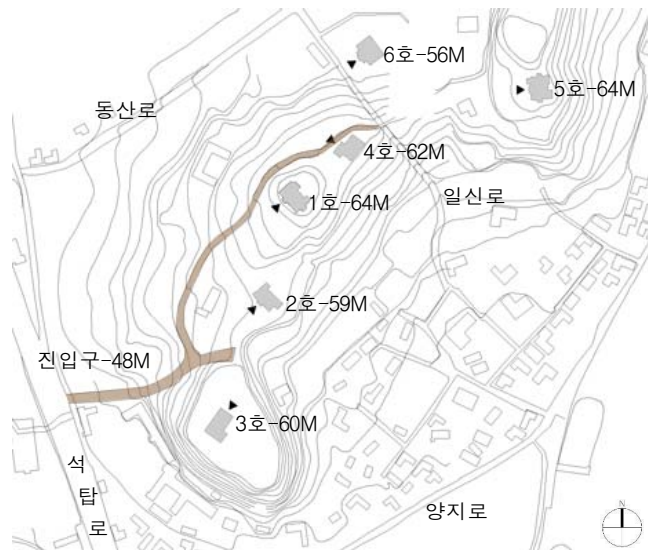 6호-56M
5호-64M
동산로
4호-62M
1호-64M
일신로
2호-59M
진입구-48M
3호-60M
석
탑
로
양지로
N